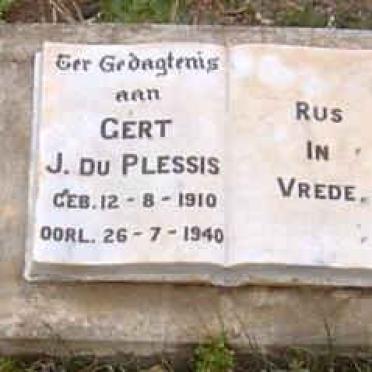 Ter Gedagtenis
aan
GERT
J. DU PLESSIS
GEB. 12 - 8 - 1910
OORL. 26 - 7 - 1940
RUS
IN
VREDE.